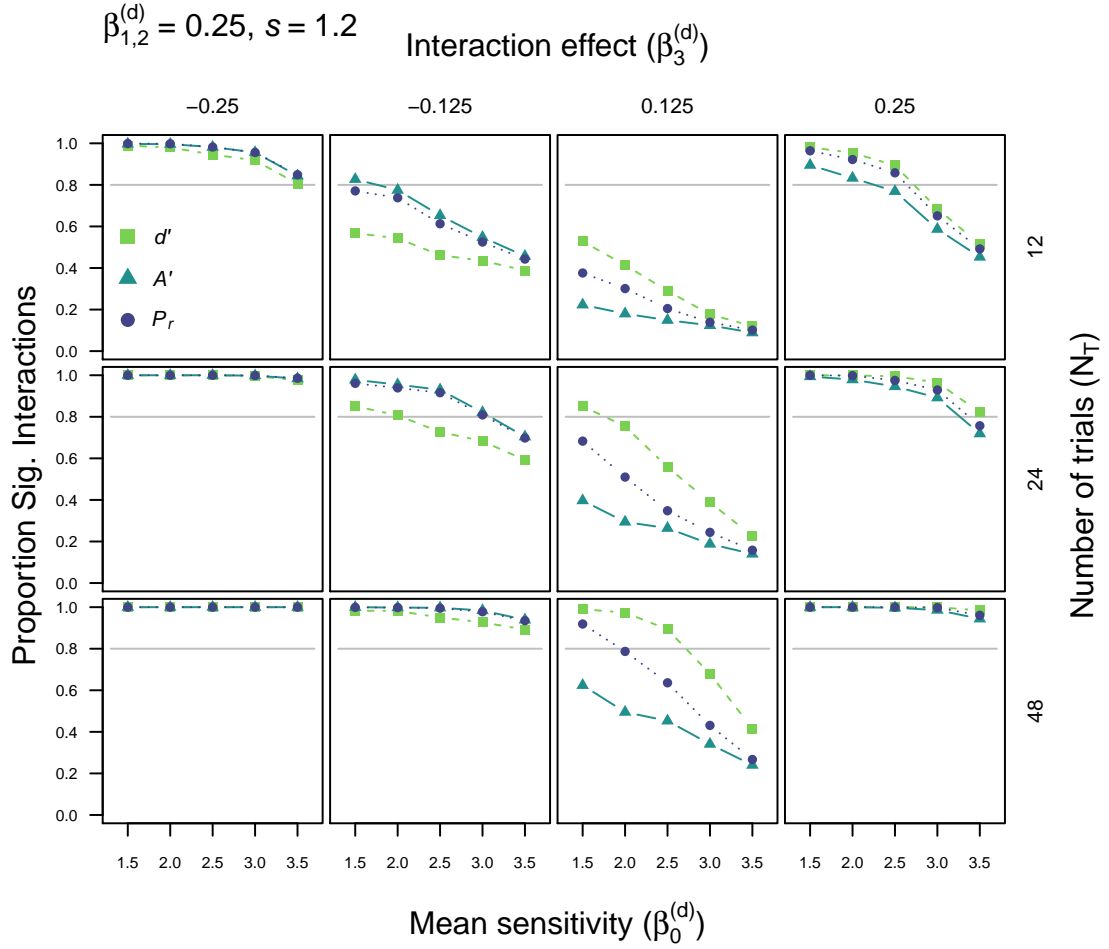 β₁,₂⁽ᵈ⁾ = 0.25, s = 1.2
Interaction effect (β₃⁽ᵈ⁾)
−0.25 −0.125 0.125 0.25
1.0
0.8
0.6
0.4
0.2
0.0
d′
A′
Pᵣ
12
1.0
0.8
0.6
0.4
0.2
0.0
24
1.0
0.8
0.6
0.4
0.2
0.0
48
Proportion Sig. Interactions
Number of trials (N_T)
1.5 2.0 2.5 3.0 3.5 1.5 2.0 2.5 3.0 3.5 1.5 2.0 2.5 3.0 3.5 1.5 2.0 2.5 3.0 3.5
Mean sensitivity (β₀⁽ᵈ⁾)